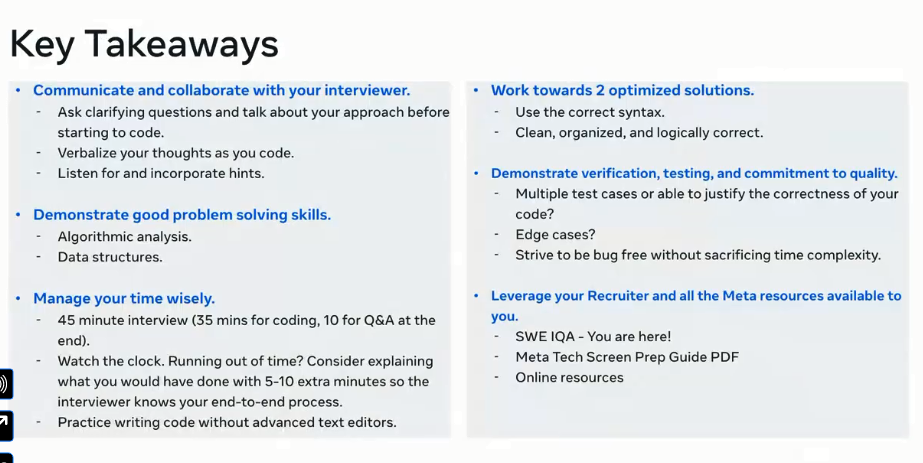 Key Takeaways
• Communicate and collaborate with your interviewer.
- Ask clarifying questions and talk about your approach before
starting to code.
- Verbalize your thoughts as you code.
- Listen for and incorporate hints.
• Demonstrate good problem solving skills.
- Algorithmic analysis.
- Data structures.
• Manage your time wisely.
- 45 minute interview (35 mins for coding, 10 for Q&A at the
end).
- Watch the clock. Running out of time? Consider explaining
what you would have done with 5-10 extra minutes so the
interviewer knows your end-to-end process.
- Practice writing code without advanced text editors.
• Work towards 2 optimized solutions.
- Use the correct syntax.
- Clean, organized, and logically correct.
• Demonstrate verification, testing, and commitment to quality.
- Multiple test cases or able to justify the correctness of your
code?
- Edge cases?
- Strive to be bug free without sacrificing time complexity.
• Leverage your Recruiter and all the Meta resources available to
you.
- SWE IQA - You are here!
- Meta Tech Screen Prep Guide PDF
- Online resources